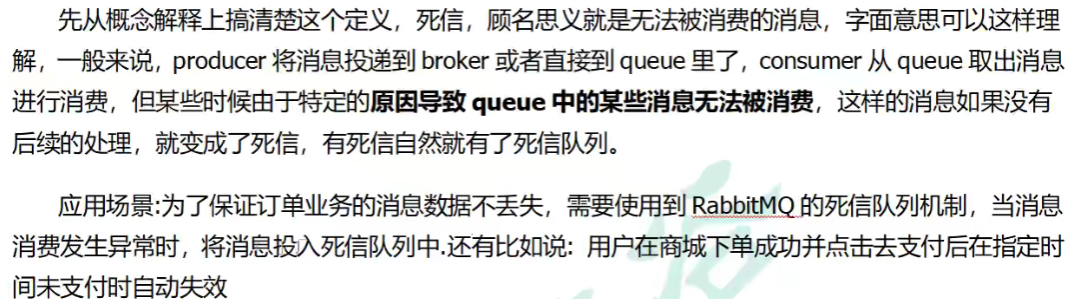 先从概念解释上搞清楚这个定义，死信，顾名思义就是无法被消费的消息，字面意思可以这样理
解，一般来说，producer 将消息投递到 broker 或者直接到 queue 里了，consumer 从 queue 取出消息
进行消费，但某些时候由于特定的原因导致 queue 中的某些消息无法被消费，这样的消息如果没有
后续的处理，就变成了死信，有死信自然就有了死信队列。
应用场景:为了保证订单业务的消息数据不丢失，需要使用到 RabbitMQ 的死信队列机制，当消息
消费发生异常时，将消息投入死信队列中.还有比如说：用户在商城下单成功并点击去支付后在指定时
间未支付时自动失效